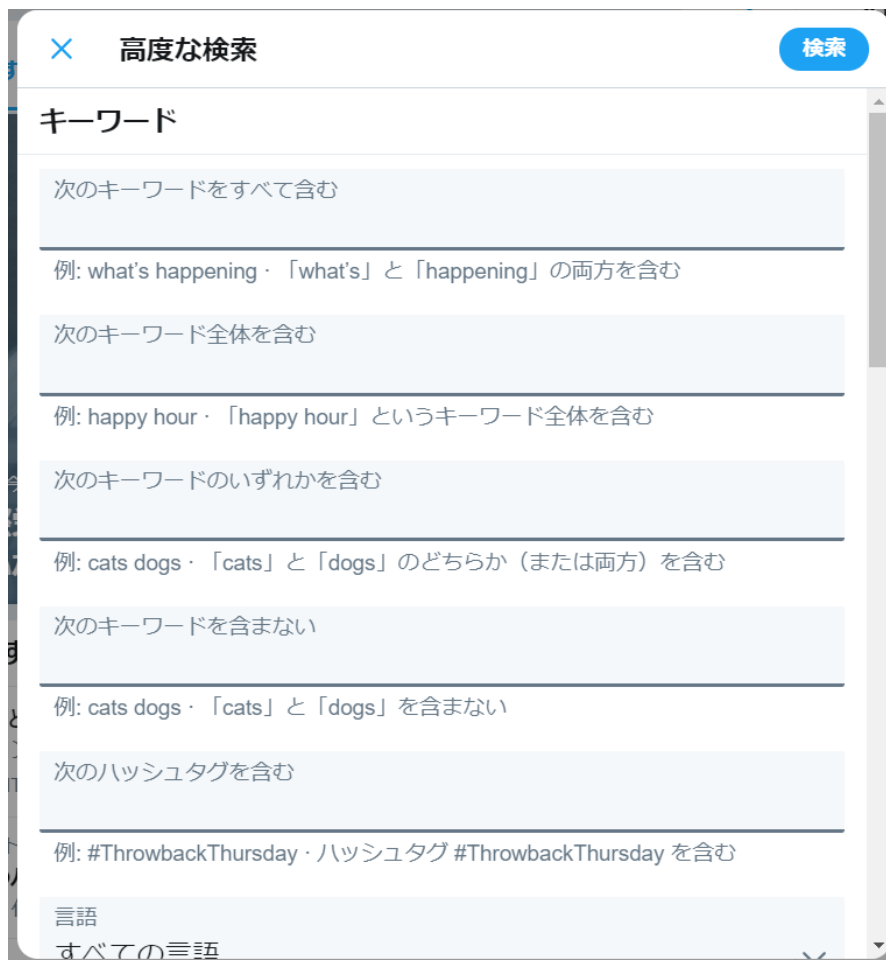 高度な検索
検索
キーワード
次のキーワードをすべて含む
例: what's happening · 「what's」と「happening」の両方を含む
次のキーワード全体を含む
例: happy hour · 「happy hour」というキーワード全体を含む
次のキーワードのいずれかを含む
例: cats dogs · 「cats」と「dogs」のどちらか（または両方）を含む
次のキーワードを含まない
例: cats dogs · 「cats」と「dogs」を含まない
次のハッシュタグを含む
例: #ThrowbackThursday · ハッシュタグ #ThrowbackThursday を含む
言語
すべての言語